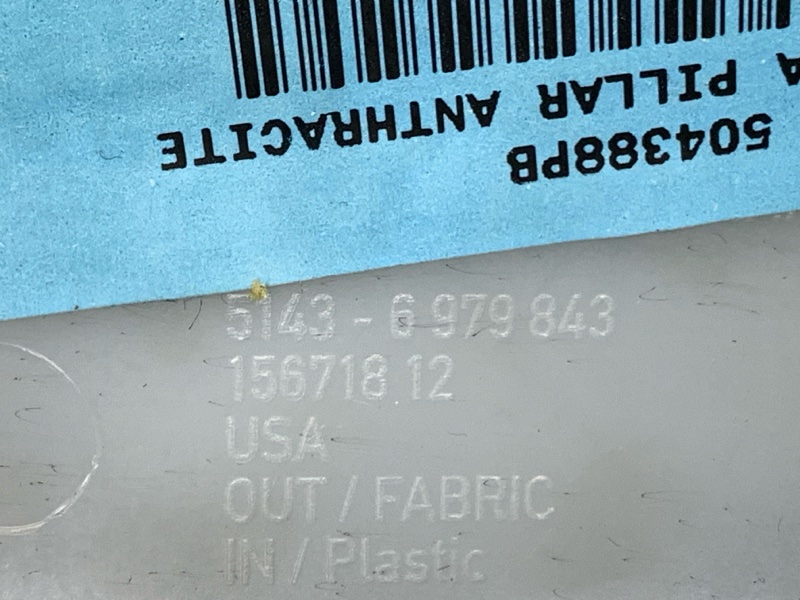 504388PB
A PILLAR ANTHRACITE
5143 - 6 979 843
156718 12
USA
OUT / FABRIC
IN / Plastic